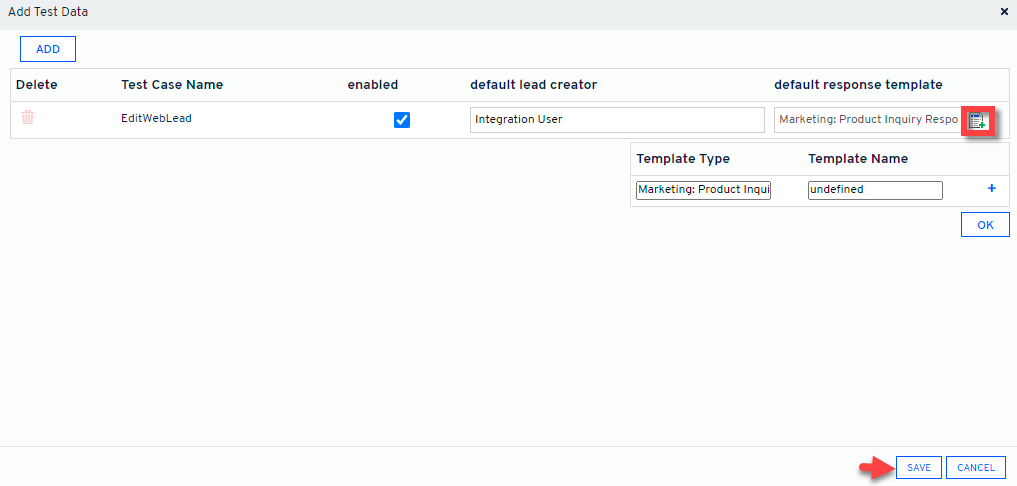 Add Test Data
ADD
Delete Test Case Name enabled default lead creator default response template
EditWebLead Integration User Marketing: Product Inquiry Respo
Template Type Template Name
Marketing: Product Inqui undefined +
OK
SAVE CANCEL